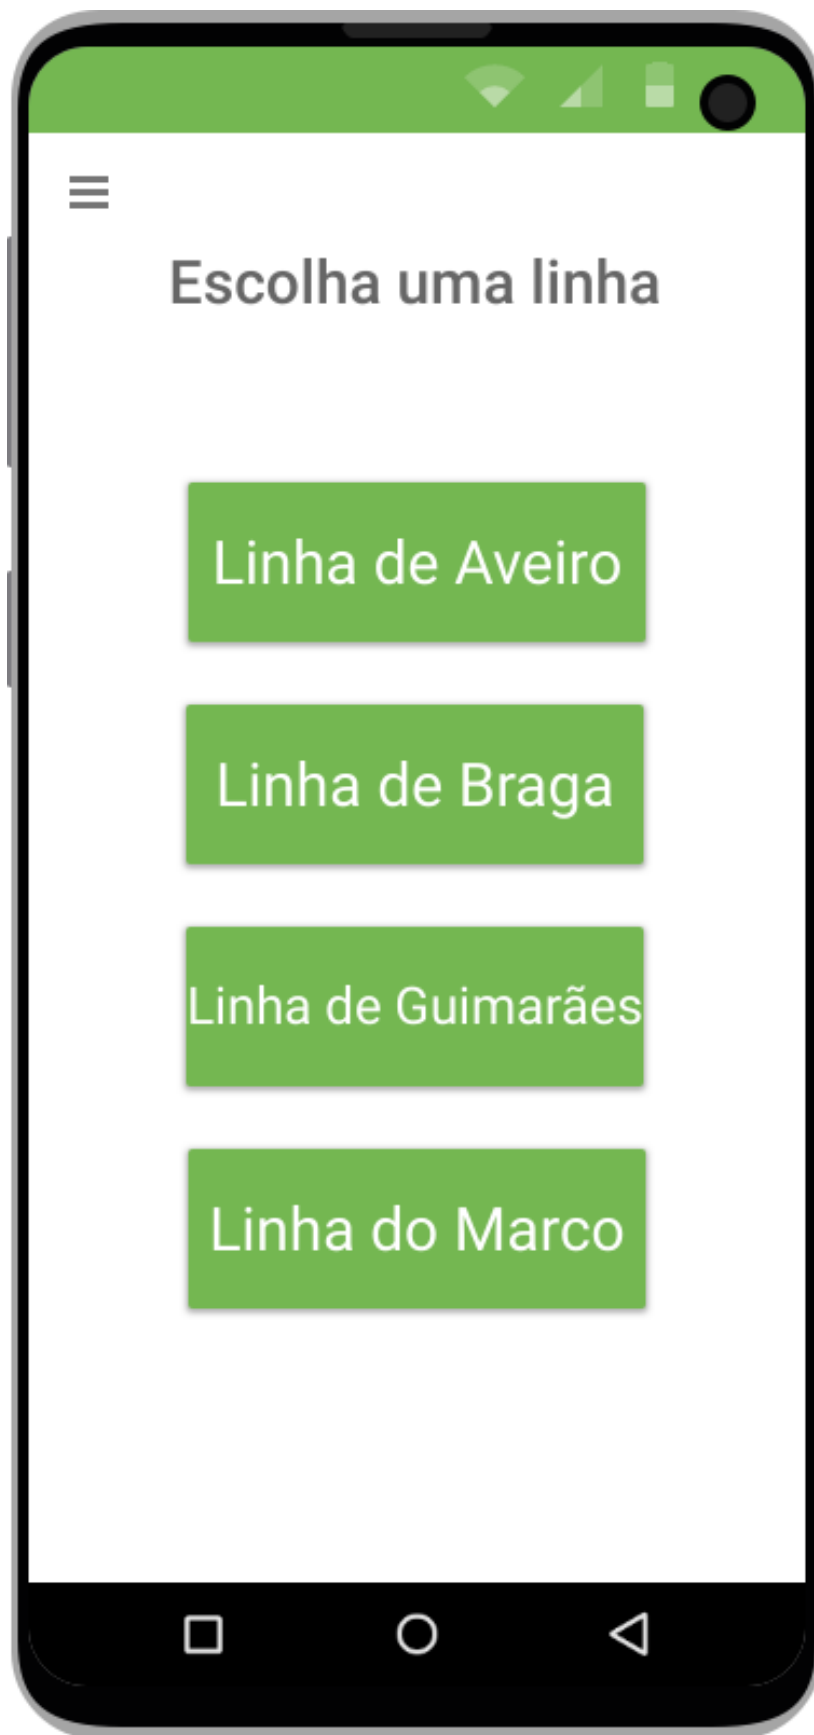 Escolha uma linha
Linha de Aveiro
Linha de Braga
Linha de Guimarães
Linha do Marco